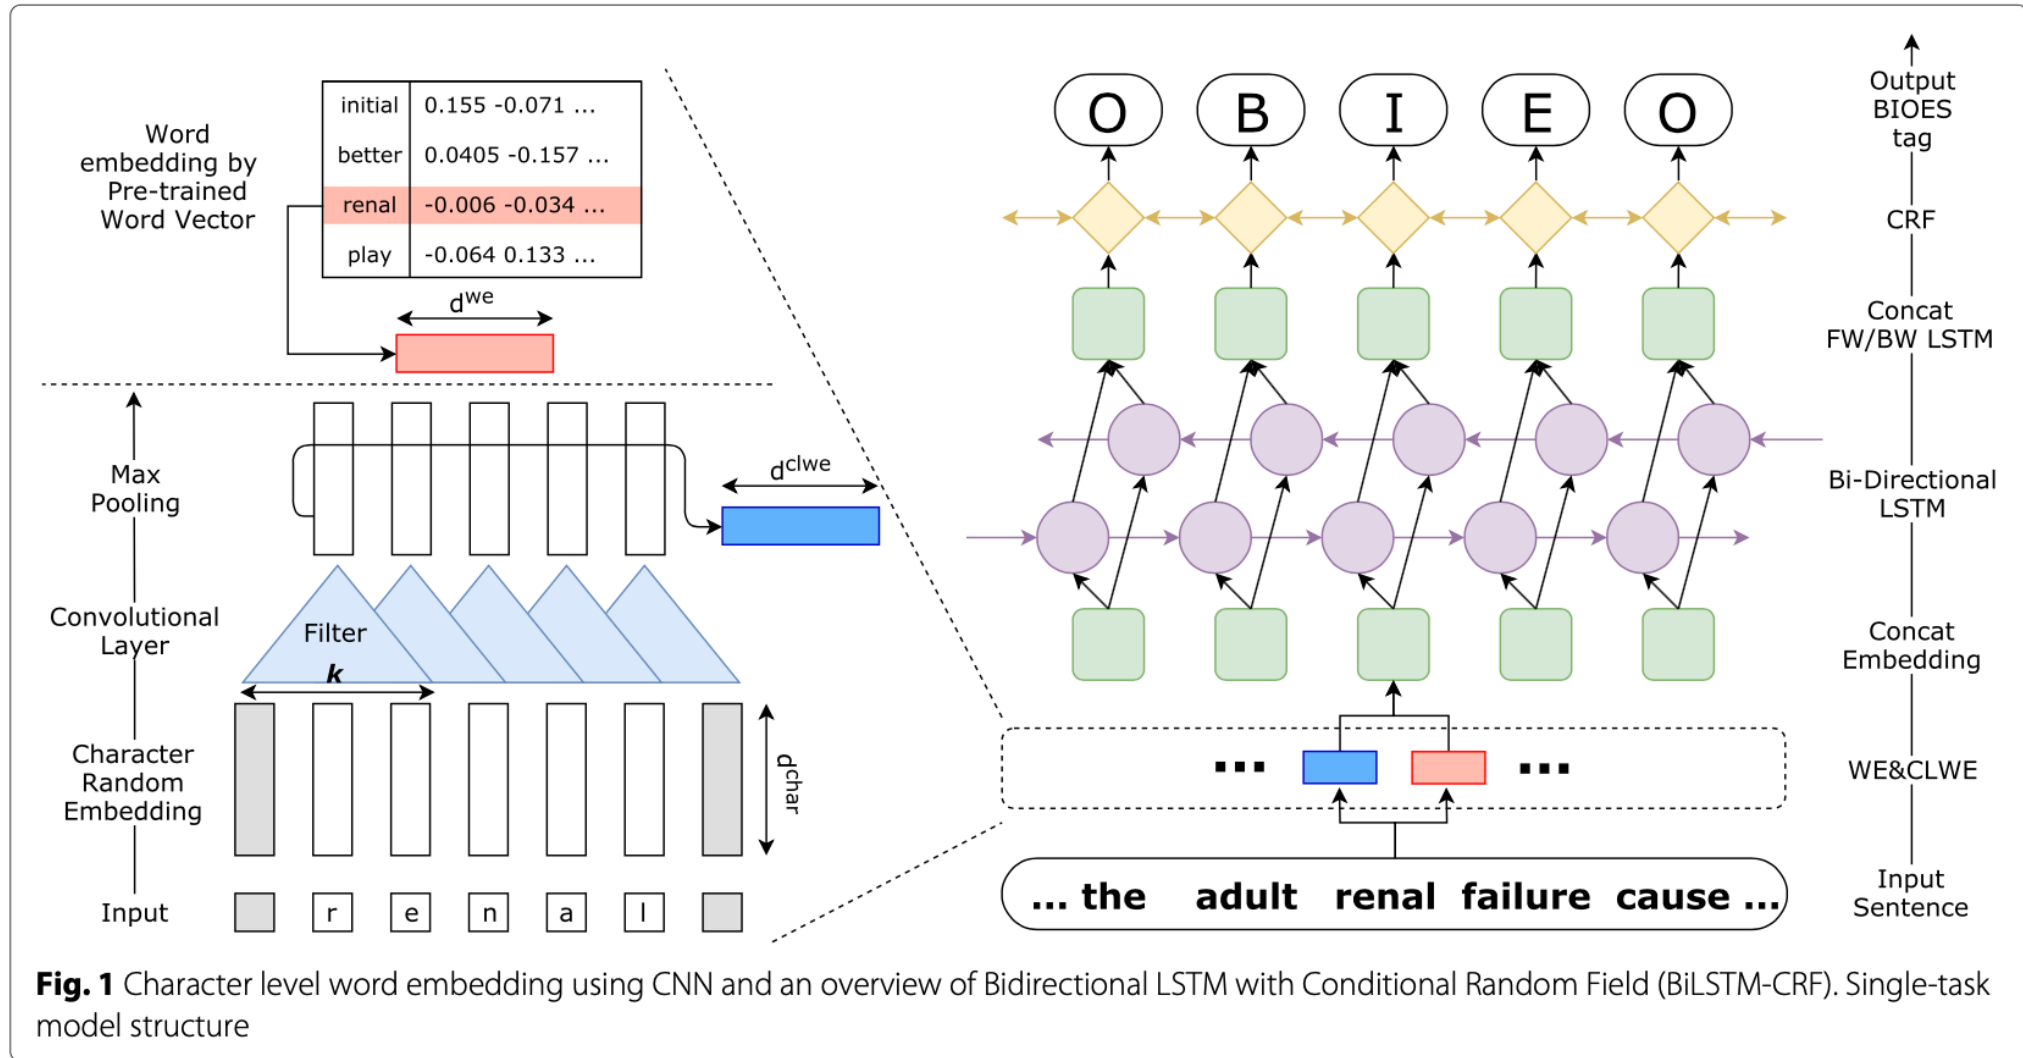 Word
embedding by
Pre-trained
Word Vector
initial 0.155 -0.071 ...
better 0.0405 -0.157 ...
renal -0.006 -0.034 ...
play -0.064 0.133 ...
d^we
Max
Pooling
d^clwe
Convolutional
Layer
Filter
k
Character
Random
Embedding
d^char
Input
r e n a l
O B I E O
Output
BIOES
tag
CRF
Concat
FW/BW LSTM
Bi-Directional
LSTM
Concat
Embedding
... ...
WE&CLWE
... the adult renal failure cause ...
Input
Sentence
Fig. 1 Character level word embedding using CNN and an overview of Bidirectional LSTM with Conditional Random Field (BiLSTM-CRF). Single-task
model structure